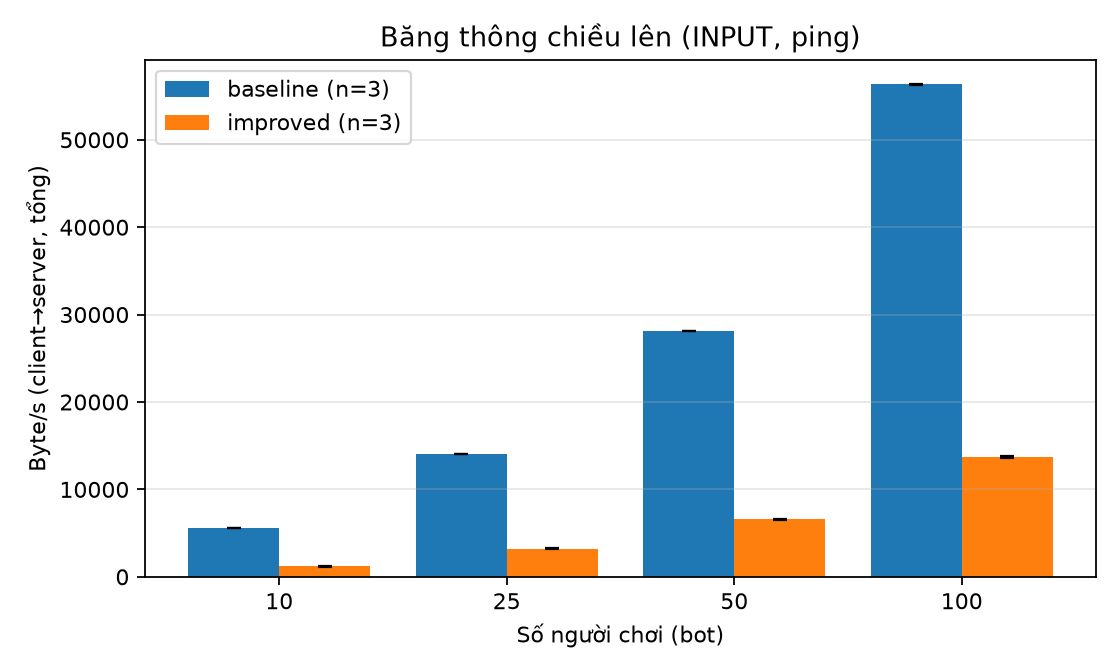 Băng thông chiều lên (INPUT, ping)
baseline (n=3)
improved (n=3)
Byte/s (client→server, tổng)
50000
40000
30000
20000
10000
0
10 25 50 100
Số người chơi (bot)